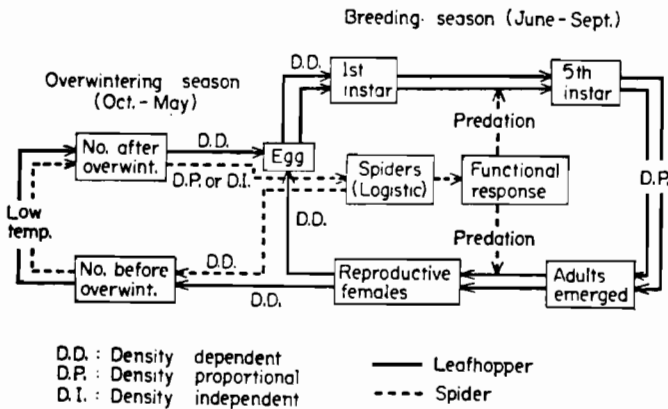 Breeding season (June-Sept.)
Overwintering season
(Oct.-May)
D.D.
1st
instar
5th
instar
Predation
No. after
overwint.
D.D.
Egg
D.P. or D.I.
Spiders
(Logistic)
Functional
response
D.P.
Low
temp.
D.D.
D.D.
Predation
No. before
overwint.
D.D.
Reproductive
females
Adults
emerged
D.D. : Density dependent
D.P. : Density proportional
D.I. : Density independent
Leafhopper
Spider